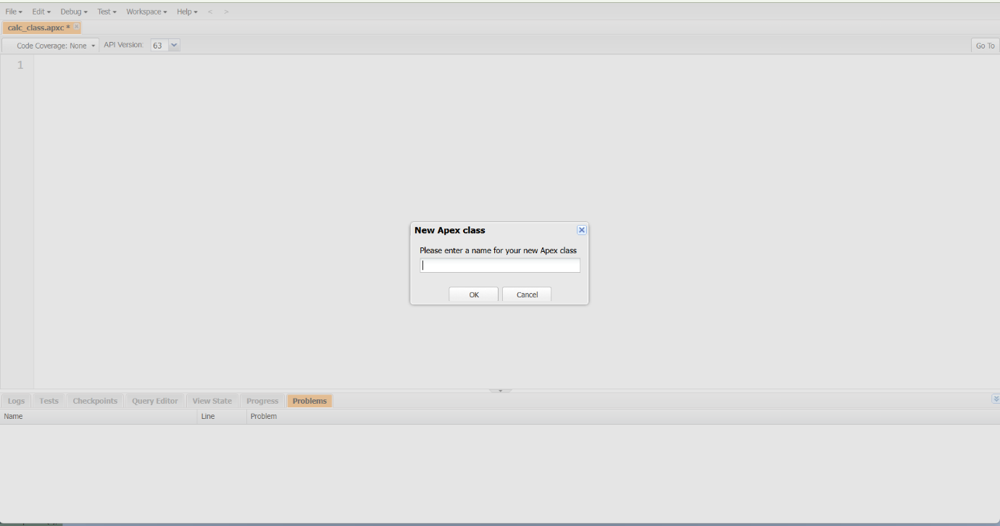 File Edit Debug Test Workspace Help < >
calc_class.apxc *
Code Coverage: None API Version: 63 Go To
1
New Apex class
Please enter a name for your new Apex class
OK Cancel
Logs Tests Checkpoints Query Editor View State Progress Problems
Name Line Problem